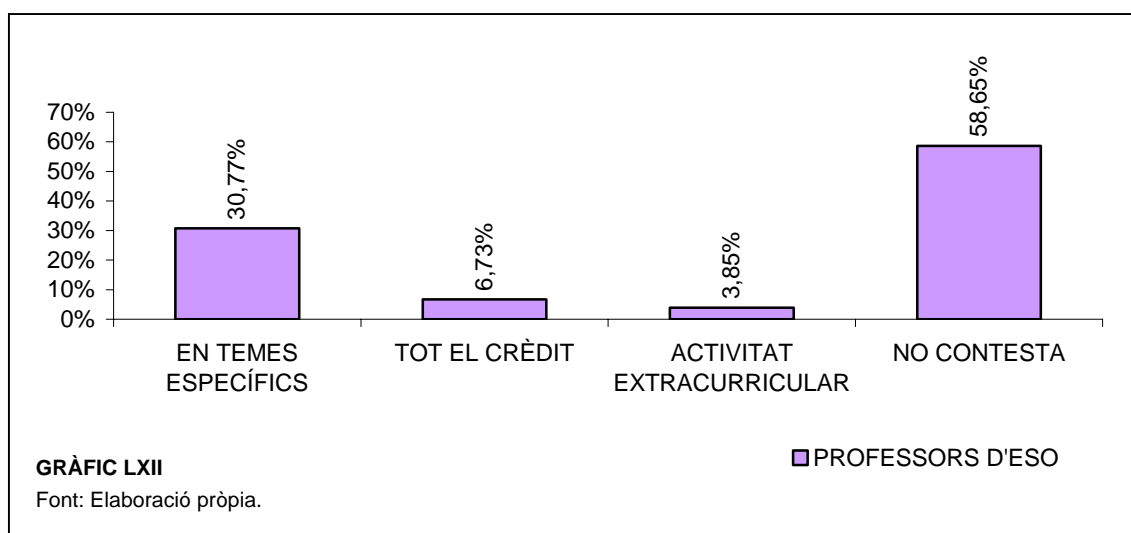 70%
60%
50%
40%
30%
20%
10%
0%
30,77%
6,73%
3,85%
58,65%
EN TEMES
ESPECÍFICS
TOT EL CRÈDIT
ACTIVITAT
EXTRACURRICULAR
NO CONTESTA
PROFESSORS D'ESO
GRÀFIC LXII
Font: Elaboració pròpia.